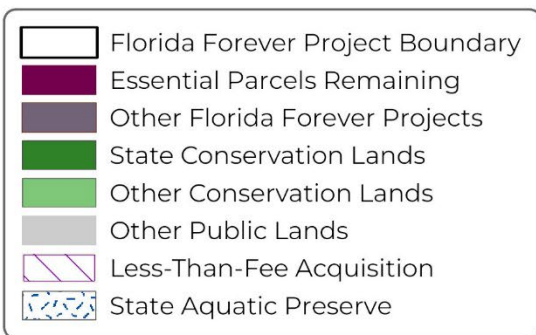 Florida Forever Project Boundary
Essential Parcels Remaining
Other Florida Forever Projects
State Conservation Lands
Other Conservation Lands
Other Public Lands
Less-Than-Fee Acquisition
State Aquatic Preserve